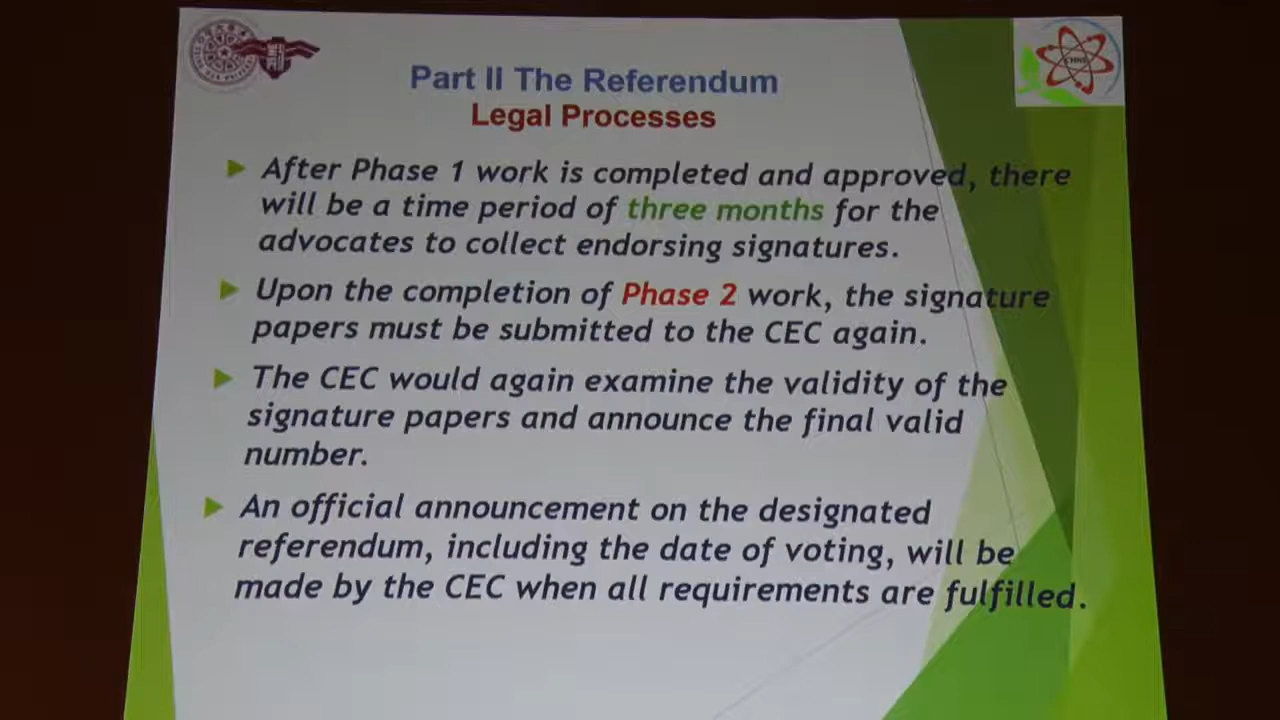 Part II The Referendum
Legal Processes
After Phase 1 work is completed and approved, there
will be a time period of three months for the
advocates to collect endorsing signatures.
Upon the completion of Phase 2 work, the signature
papers must be submitted to the CEC again.
The CEC would again examine the validity of the
signature papers and announce the final valid
number.
An official announcement on the designated
referendum, including the date of voting, will be
made by the CEC when all requirements are fulfilled.